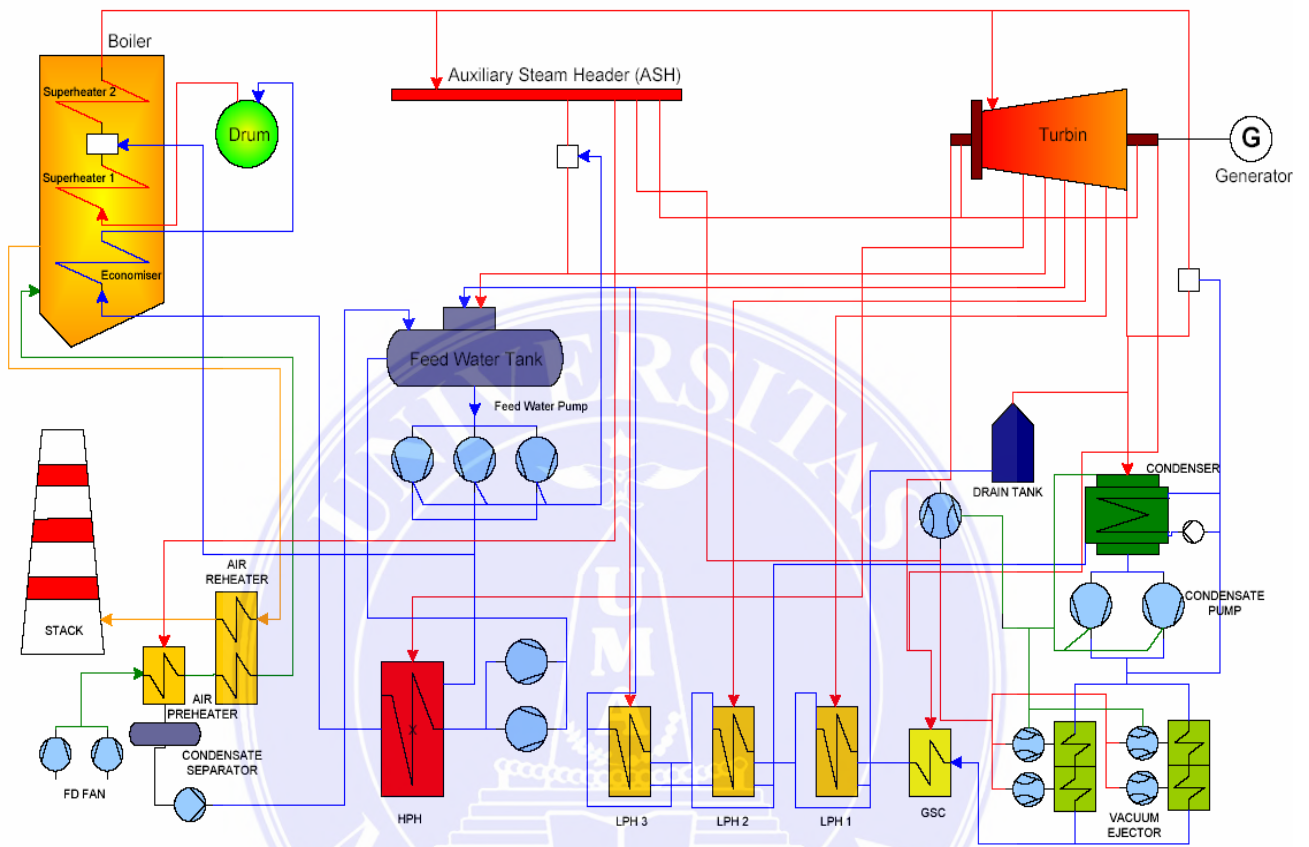 Boiler
Superheater 2
Superheater 1
Economiser
Drum
Auxiliary Steam Header (ASH)
Turbin
G
Generator
Feed Water Tank
Feed Water Pump
DRAIN TANK
CONDENSER
CONDENSATE
PUMP
STACK
AIR
REHEATER
AIR
PREHEATER
CONDENSATE
SEPARATOR
FD FAN
HPH
X
LPH 3
LPH 2
LPH 1
GSC
VACUUM
EJECTOR
UNIVERSITAS
U
M
A